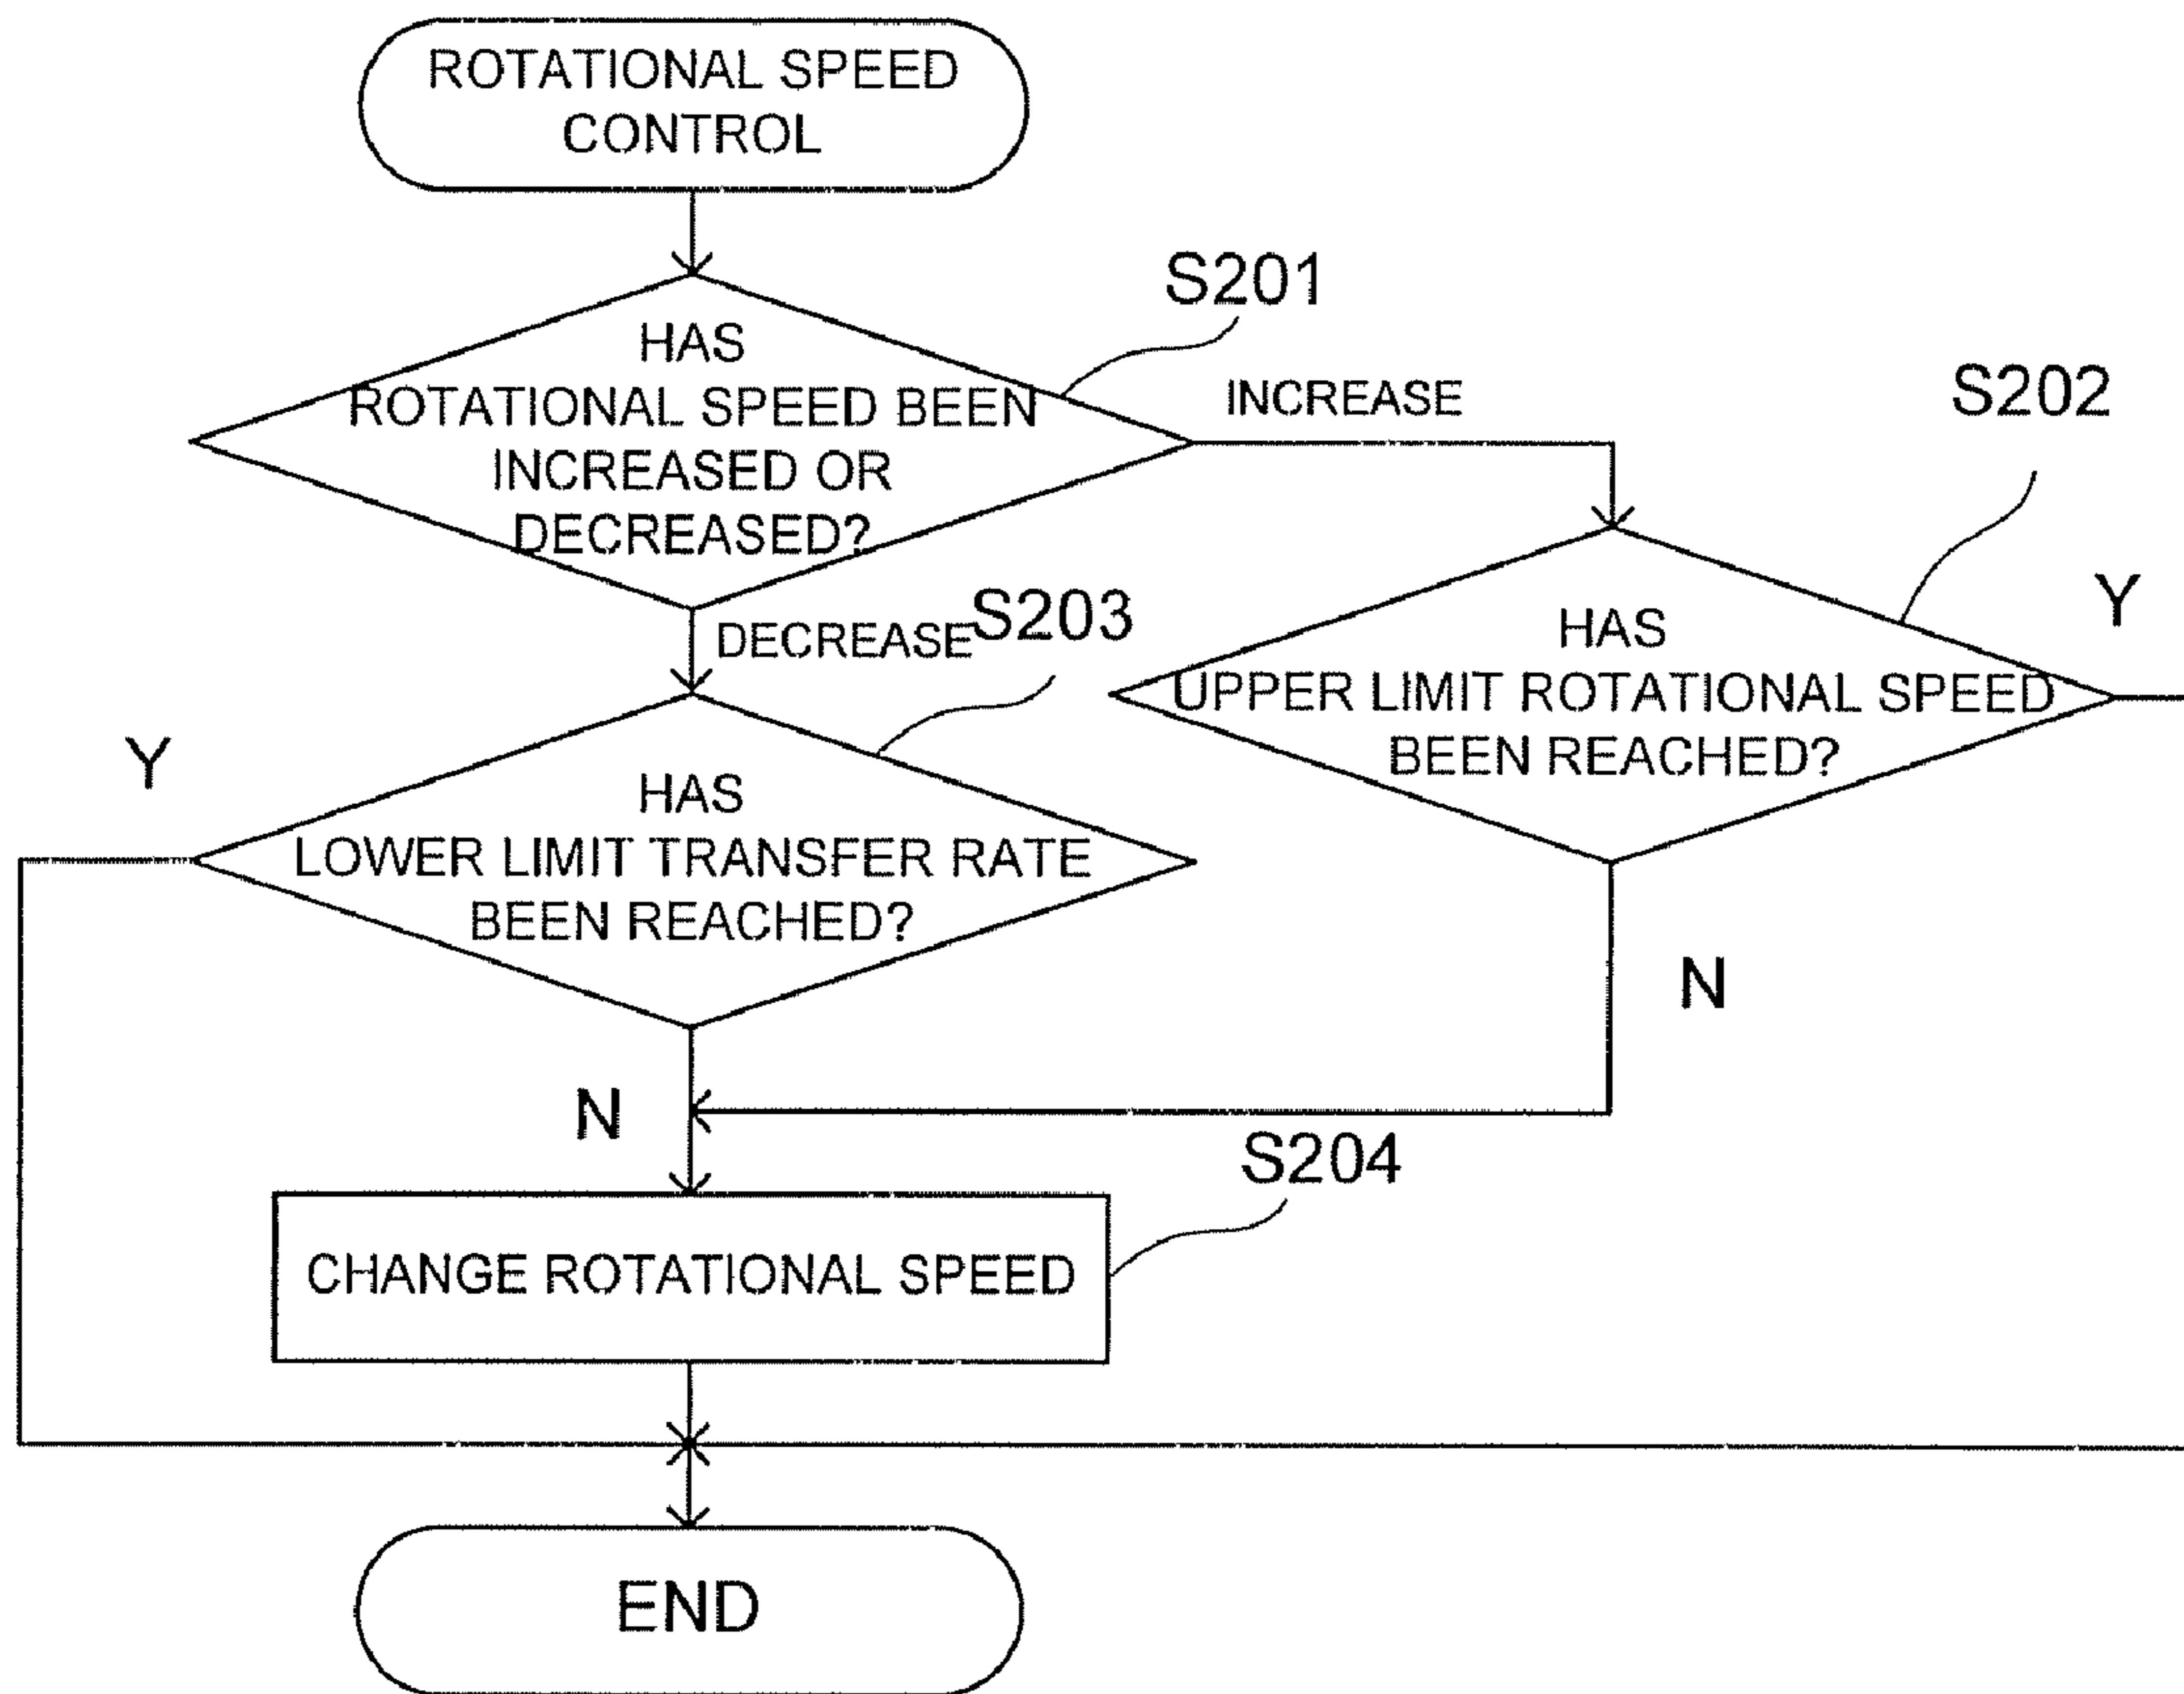 ROTATIONAL SPEED
CONTROL
S201
HAS
ROTATIONAL SPEED BEEN
INCREASED OR
DECREASED?
INCREASE
S202
DECREASE
S203
HAS
UPPER LIMIT ROTATIONAL SPEED
BEEN REACHED?
Y
Y
HAS
LOWER LIMIT TRANSFER RATE
BEEN REACHED?
N
N
S204
CHANGE ROTATIONAL SPEED
END